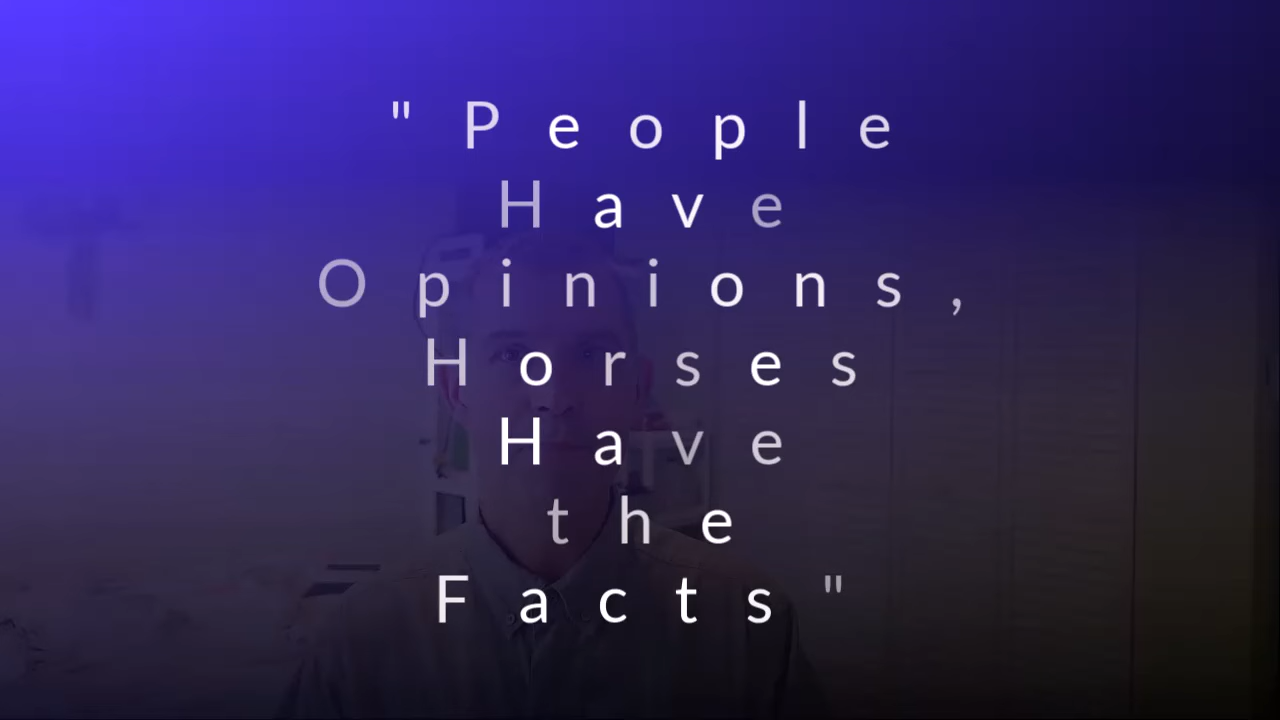 "People
Have
Opinions,
Horses
Have
the
Facts"